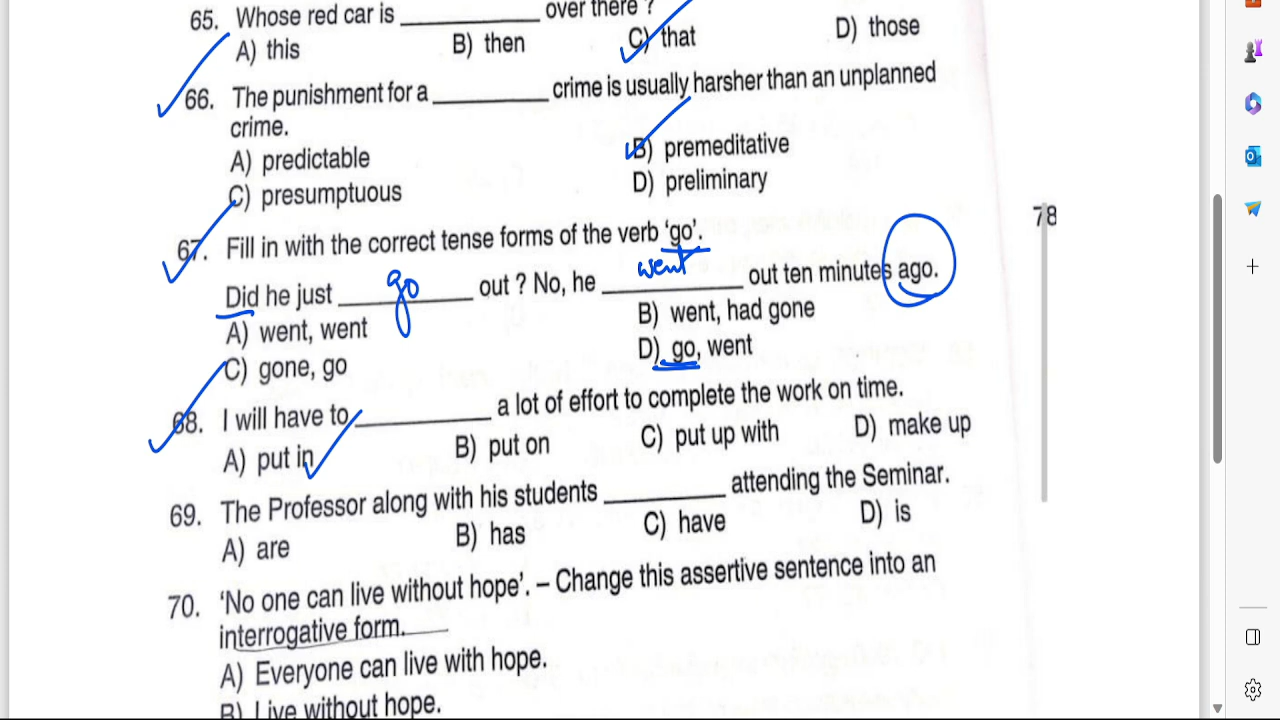 65. Whose red car is ____________ over there ?
A) this B) then C) that D) those
66. The punishment for a __________ crime is usually harsher than an unplanned
crime.
A) predictable B) premeditative
C) presumptuous D) preliminary
78
67. Fill in with the correct tense forms of the verb 'go'.
Did he just go out ? No, he went out ten minutes ago.
A) went, went B) went, had gone
C) gone, go D) go, went
68. I will have to ____________ a lot of effort to complete the work on time.
A) put in B) put on C) put up with D) make up
69. The Professor along with his students __________ attending the Seminar.
A) are B) has C) have D) is
70. 'No one can live without hope'. – Change this assertive sentence into an
interrogative form.
A) Everyone can live with hope.
B) Live without hope.